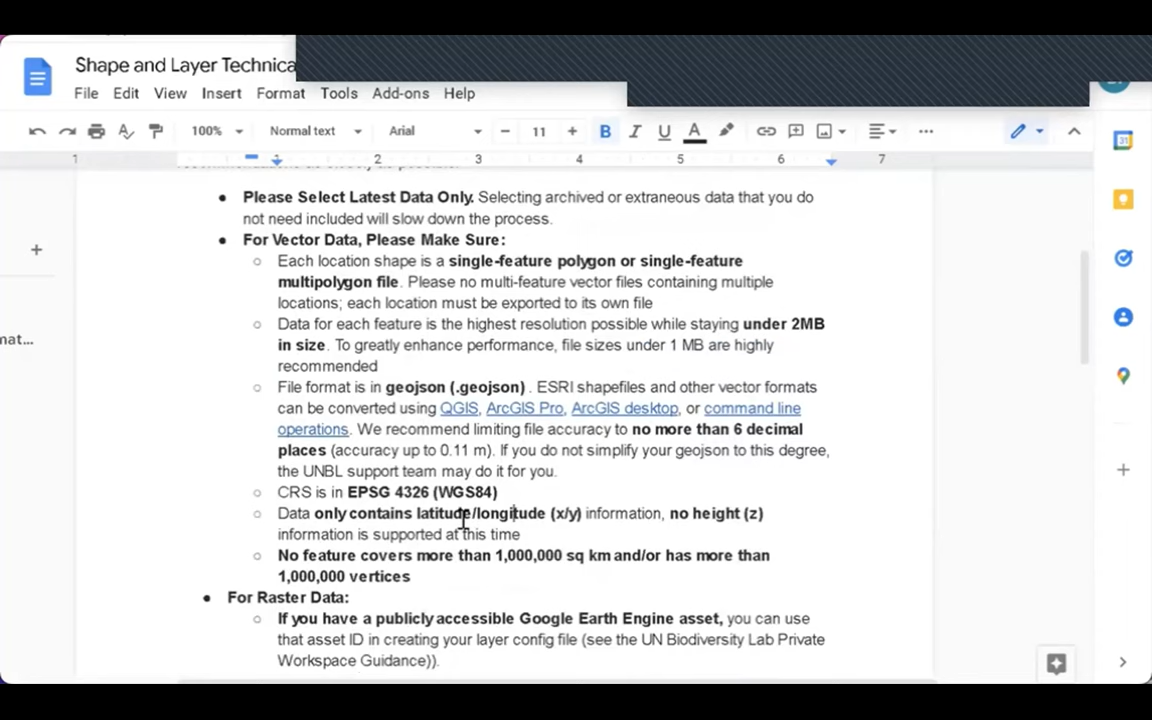 Shape and Layer Technica
File Edit View Insert Format Tools Add-ons Help
100% Normal text Arial - 11 + B I U A
1 1 2 3 4 5 6 7
Please Select Latest Data Only. Selecting archived or extraneous data that you do
not need included will slow down the process.
For Vector Data, Please Make Sure:
Each location shape is a single-feature polygon or single-feature
multipolygon file. Please no multi-feature vector files containing multiple
locations; each location must be exported to its own file
Data for each feature is the highest resolution possible while staying under 2MB
in size. To greatly enhance performance, file sizes under 1 MB are highly
recommended
mat...
File format is in geojson (.geojson) . ESRI shapefiles and other vector formats
can be converted using QGIS, ArcGIS Pro, ArcGIS desktop, or command line
operations. We recommend limiting file accuracy to no more than 6 decimal
places (accuracy up to 0.11 m). If you do not simplify your geojson to this degree,
the UNBL support team may do it for you.
CRS is in EPSG 4326 (WGS84)
Data only contains latitude/longitude (x/y) information, no height (z)
information is supported at this time
No feature covers more than 1,000,000 sq km and/or has more than
1,000,000 vertices
For Raster Data:
If you have a publicly accessible Google Earth Engine asset, you can use
that asset ID in creating your layer config file (see the UN Biodiversity Lab Private
Workspace Guidance)).